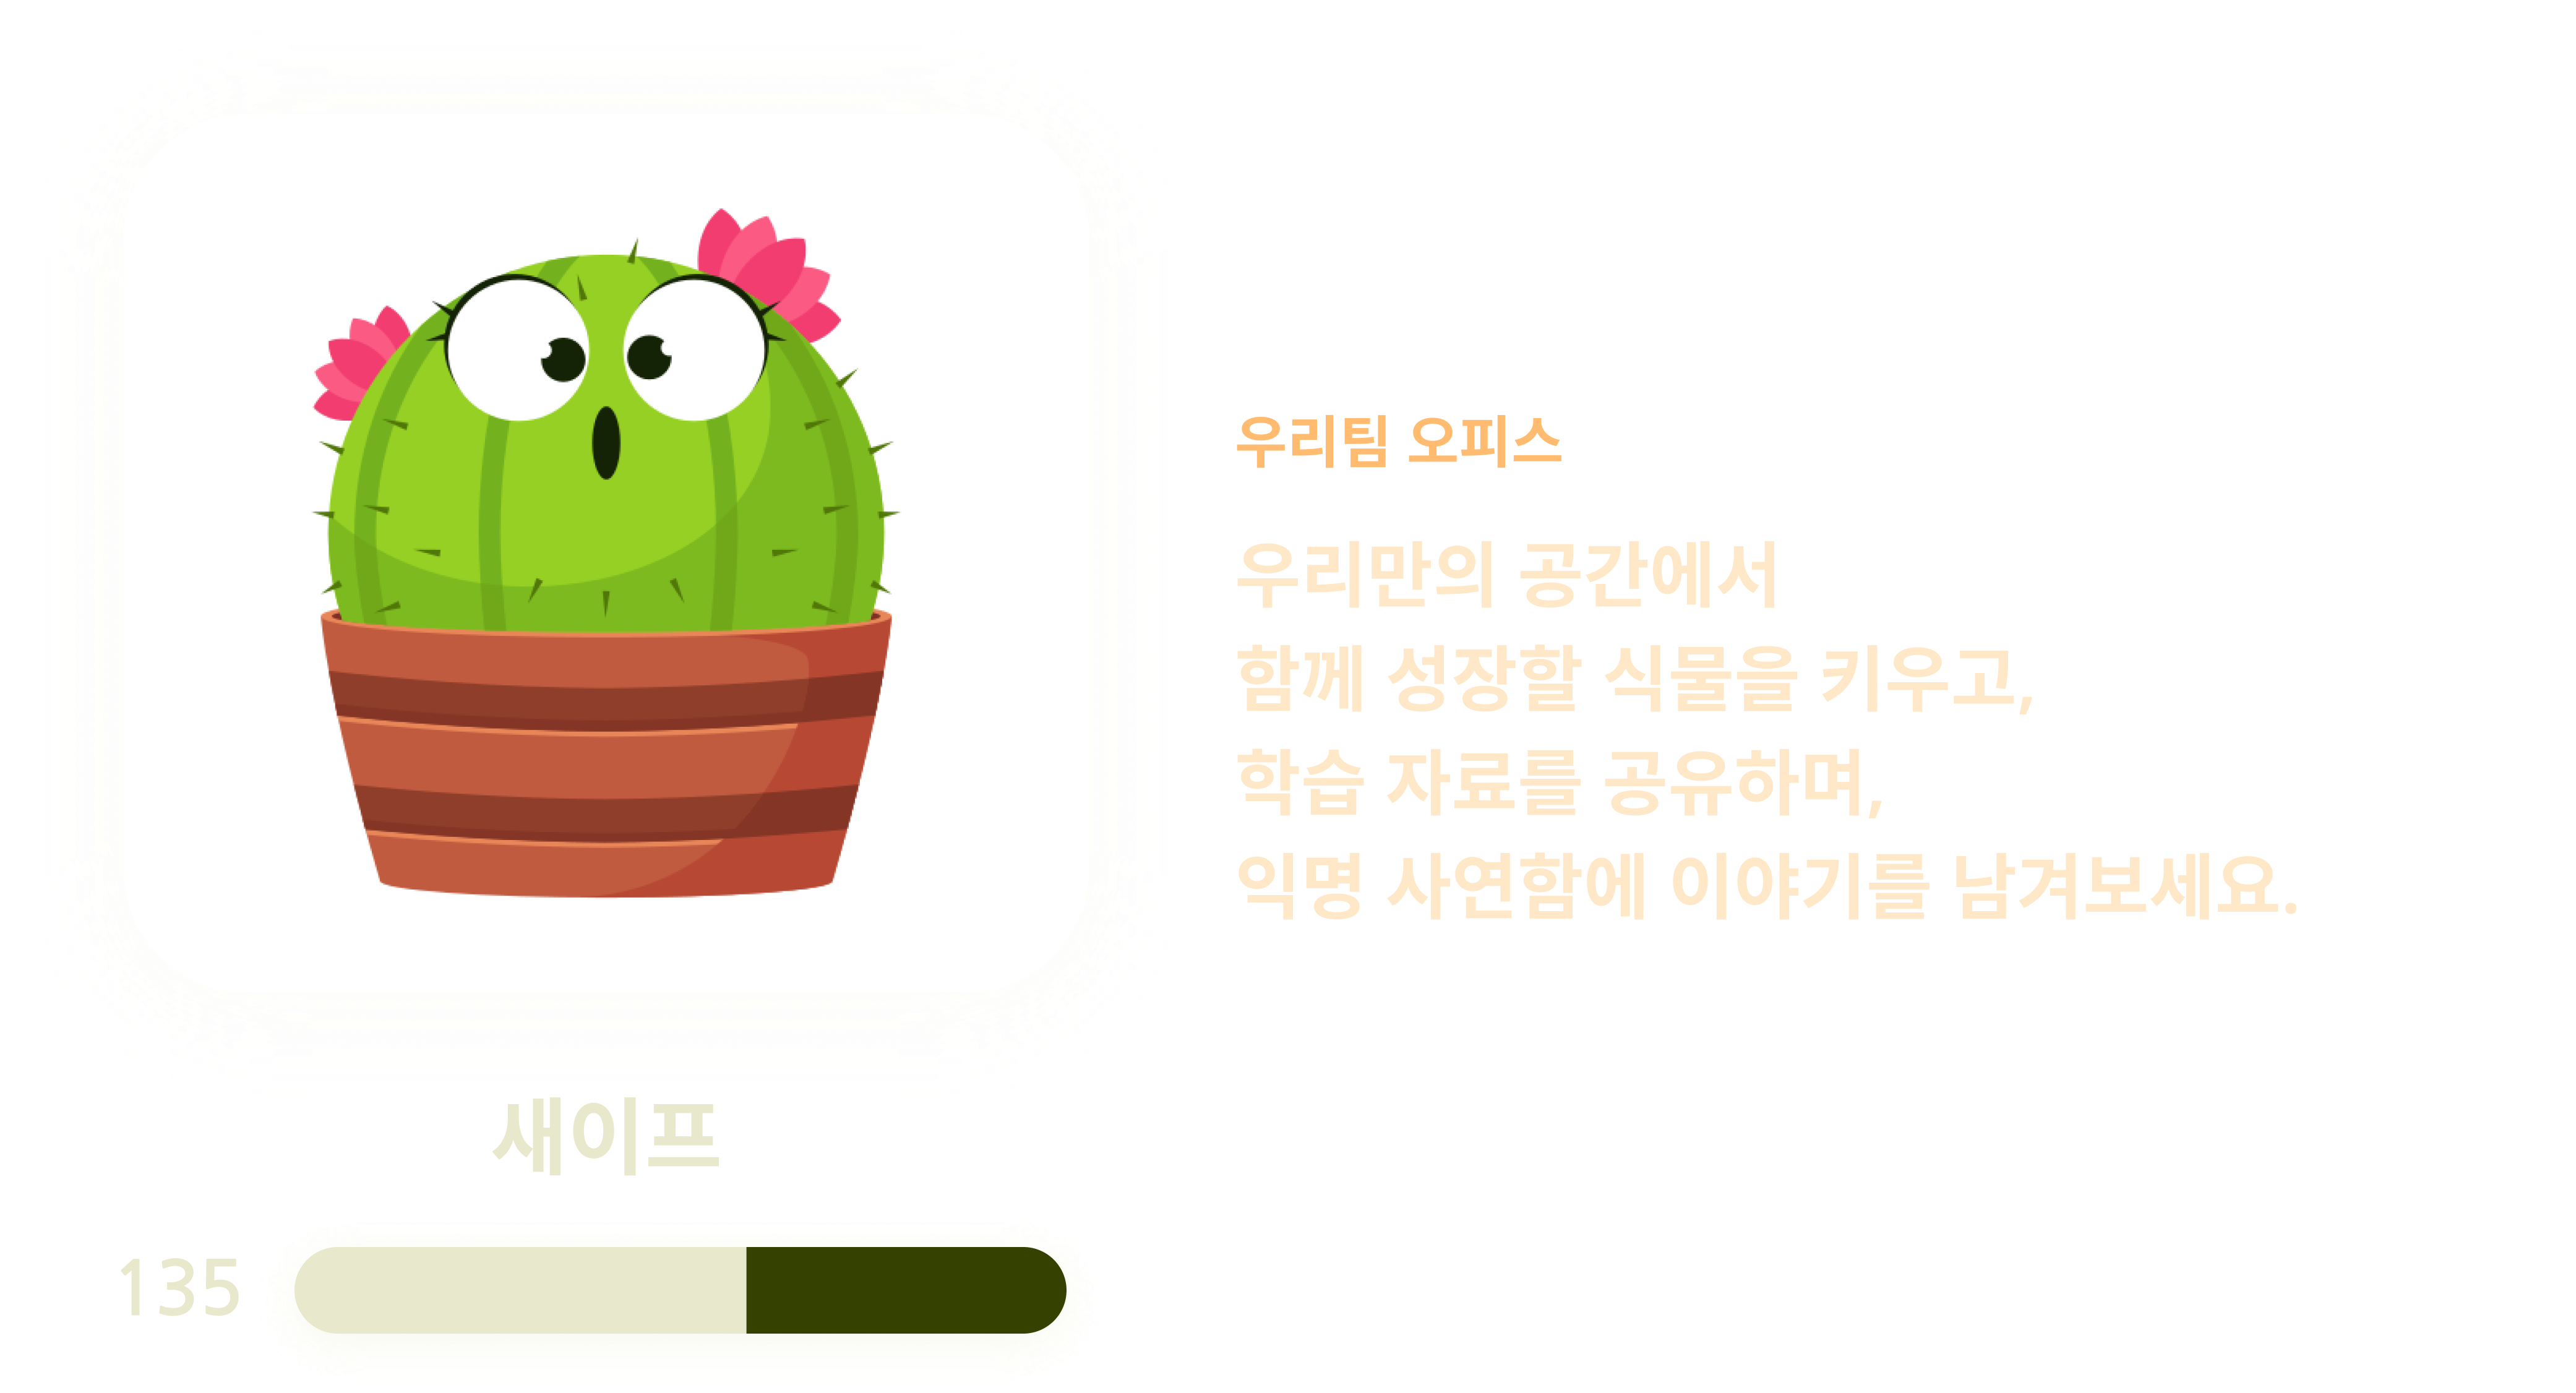 우리팀 오피스
우리만의 공간에서
함께 성장할 식물을 키우고,
학습 자료를 공유하며,
익명 사연함에 이야기를 남겨보세요.
새이프
135